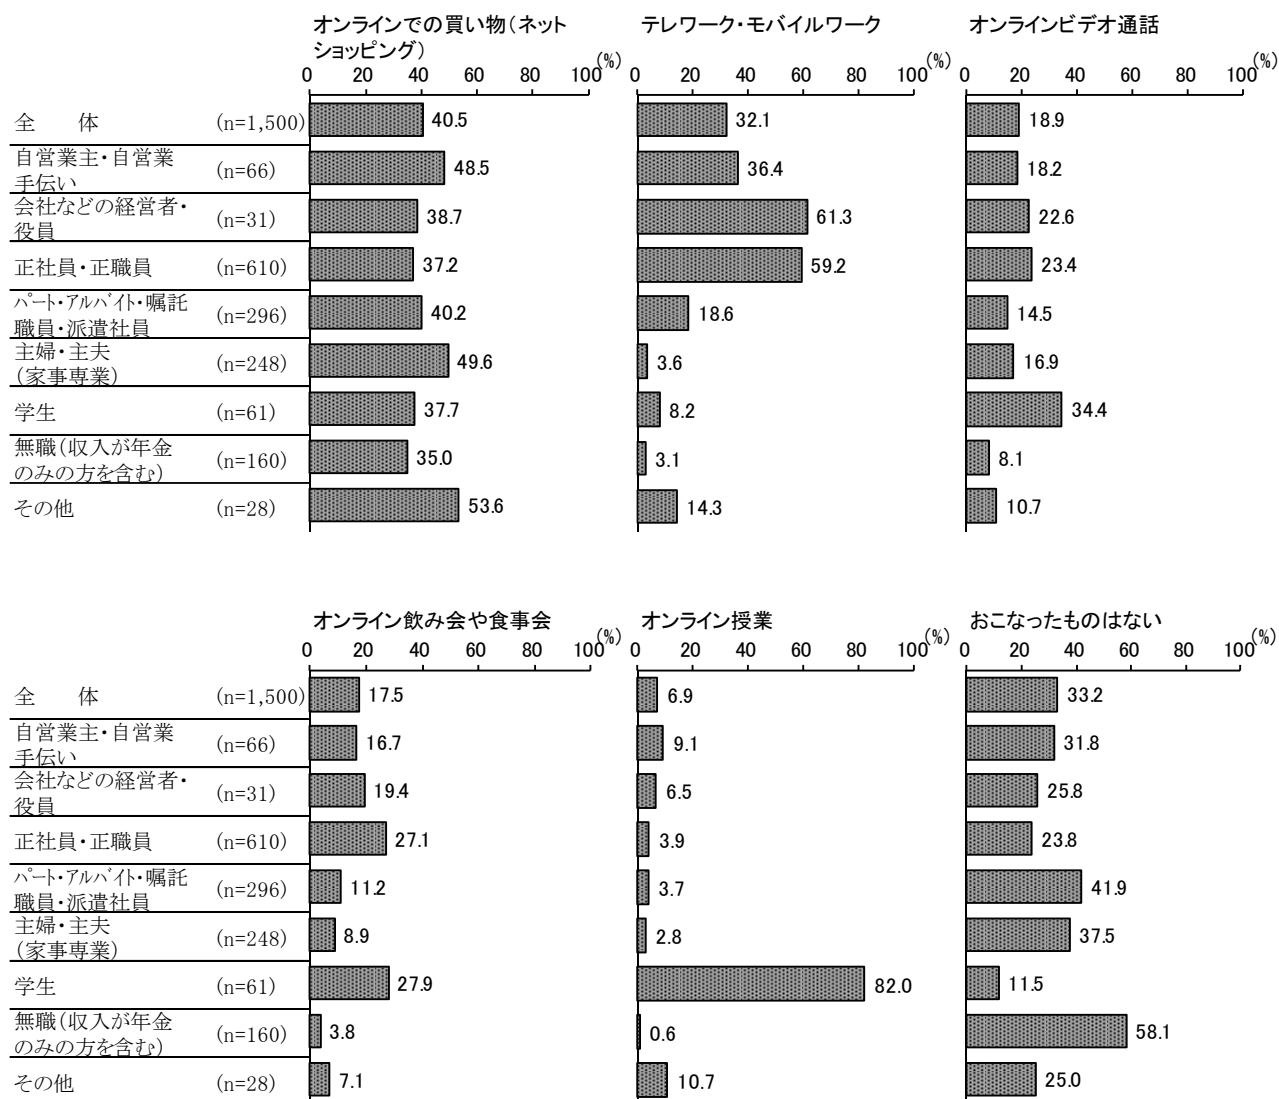 オンラインでの買い物(ネット
ショッピング)
テレワーク・モバイルワーク
オンラインビデオ通話
0 20 40 60 80 100 (%)
0 20 40 60 80 100 (%)
0 20 40 60 80 100 (%)
全 体 (n=1,500) 40.5 32.1 18.9
自営業主・自営業
手伝い (n=66) 48.5 36.4 18.2
会社などの経営者・
役員 (n=31) 38.7 61.3 22.6
正社員・正職員 (n=610) 37.2 59.2 23.4
パート・アルバイト・嘱託
職員・派遣社員 (n=296) 40.2 18.6 14.5
主婦・主夫
(家事専業) (n=248) 49.6 3.6 16.9
学生 (n=61) 37.7 8.2 34.4
無職(収入が年金
のみの方を含む) (n=160) 35.0 3.1 8.1
その他 (n=28) 53.6 14.3 10.7
オンライン飲み会や食事会
オンライン授業
おこなったものはない
0 20 40 60 80 100 (%)
0 20 40 60 80 100 (%)
0 20 40 60 80 100 (%)
全 体 (n=1,500) 17.5 6.9 33.2
自営業主・自営業
手伝い (n=66) 16.7 9.1 31.8
会社などの経営者・
役員 (n=31) 19.4 6.5 25.8
正社員・正職員 (n=610) 27.1 3.9 23.8
パート・アルバイト・嘱託
職員・派遣社員 (n=296) 11.2 3.7 41.9
主婦・主夫
(家事専業) (n=248) 8.9 2.8 37.5
学生 (n=61) 27.9 82.0 11.5
無職(収入が年金
のみの方を含む) (n=160) 3.8 0.6 58.1
その他 (n=28) 7.1 10.7 25.0